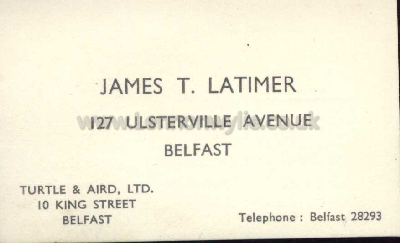 JAMES T. LATIMER
127 ULSTERVILLE AVENUE
BELFAST
TURTLE & AIRD, LTD.
10 KING STREET
BELFAST
Telephone : Belfast 28293